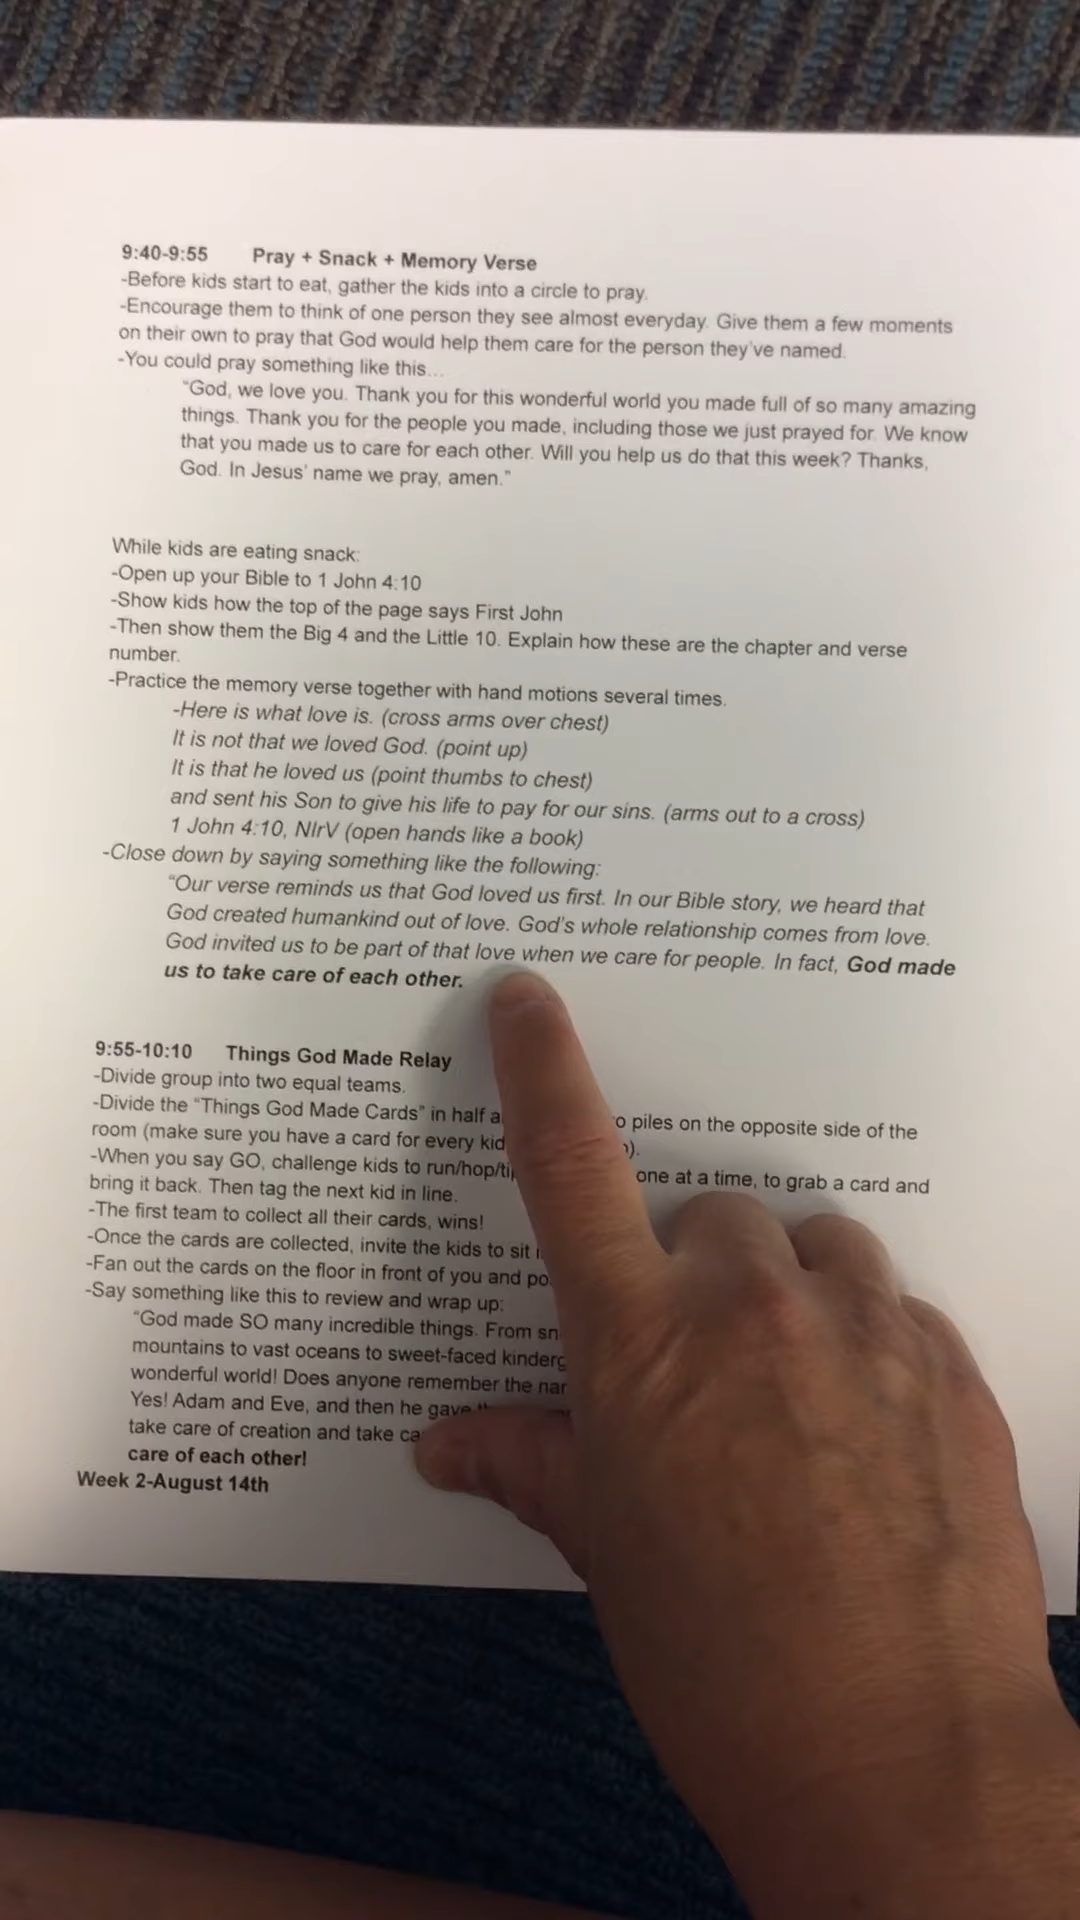 9:40-9:55 Pray + Snack + Memory Verse
-Before kids start to eat, gather the kids into a circle to pray.
-Encourage them to think of one person they see almost everyday. Give them a few moments
on their own to pray that God would help them care for the person they've named.
-You could pray something like this...
"God, we love you. Thank you for this wonderful world you made full of so many amazing
things. Thank you for the people you made, including those we just prayed for. We know
that you made us to care for each other. Will you help us do that this week? Thanks,
God. In Jesus' name we pray, amen."
While kids are eating snack:
-Open up your Bible to 1 John 4:10
-Show kids how the top of the page says First John
-Then show them the Big 4 and the Little 10. Explain how these are the chapter and verse
number.
-Practice the memory verse together with hand motions several times.
-Here is what love is. (cross arms over chest)
It is not that we loved God. (point up)
It is that he loved us (point thumbs to chest)
and sent his Son to give his life to pay for our sins. (arms out to a cross)
1 John 4:10, NIrV (open hands like a book)
-Close down by saying something like the following:
"Our verse reminds us that God loved us first. In our Bible story, we heard that
God created humankind out of love. God's whole relationship comes from love.
God invited us to be part of that love when we care for people. In fact, God made
us to take care of each other.
9:55-10:10 Things God Made Relay
-Divide group into two equal teams.
-Divide the "Things God Made Cards" in half piles on the opposite side of the
room (make sure you have a card for every kid
-When you say GO, challenge kids to one at a time, to grab a card and
bring it back. Then tag the next kid in line.
-The first team to collect all their cards, wins!
-Once the cards are collected, invite the kids to sit
-Fan out the cards on the floor in front of you and
-Say something like this to review and wrap up:
"God made SO many incredible things. From
mountains to vast oceans to sweet-faced
wonderful world! Does anyone remember the
Yes! Adam and Eve, and then he gave
take care of creation and take
care of each other!
Week 2-August 14th